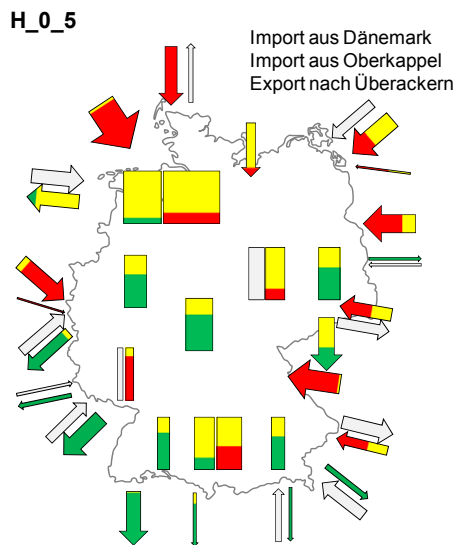 H_0_5
Import aus Dänemark
Import aus Oberkappel
Export nach Überackern